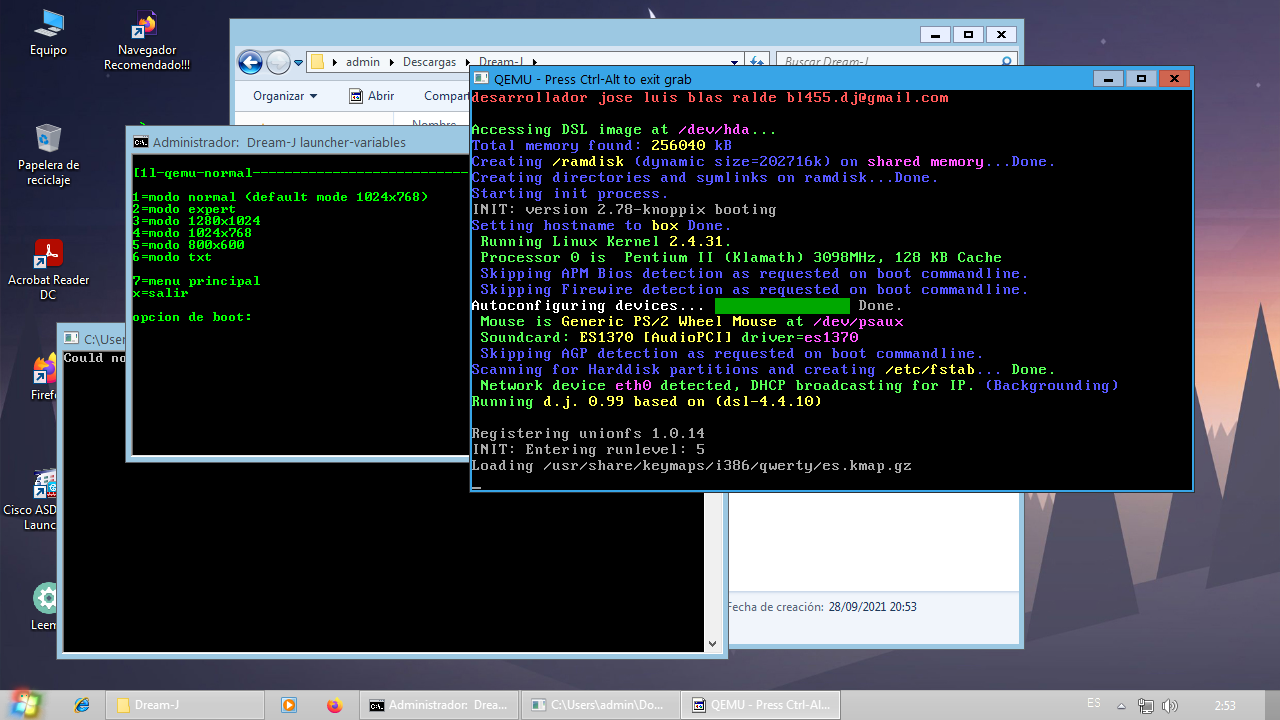 Equipo
Navegador
Recomendado!!!
Papelera de
reciclaje
Acrobat Reader
DC
Firef
Cisco ASD
Launc
Leem
admin
Descargas
Dream-J
Buscar Dream-J
Organizar
Abrir
Compart
Nombre
Fecha de creación: 28/09/2021 20:53
C:\User
Could no
Administrador: Dream-J launcher-variables
[1l-qemu-normal----------------------------
1=modo normal (default mode 1024x768)
2=modo expert
3=modo 1280x1024
4=modo 1024x768
5=modo 800x600
6=modo txt
7=menu principal
x=salir
opcion de boot:
QEMU - Press Ctrl-Alt to exit grab
desarrollador jose luis blas ralde bl455.dj@gmail.com
Accessing DSL image at /dev/hda...
Total memory found: 256040 kB
Creating /ramdisk (dynamic size=202716k) on shared memory...Done.
Creating directories and symlinks on ramdisk...Done.
Starting init process.
INIT: version 2.78-knoppix booting
Setting hostname to box Done.
Running Linux Kernel 2.4.31.
Processor 0 is  Pentium II (Klamath) 3098MHz, 128 KB Cache
Skipping APM Bios detection as requested on boot commandline.
Skipping Firewire detection as requested on boot commandline.
Autoconfiguring devices... Done.
Mouse is Generic PS/2 Wheel Mouse at /dev/psaux
Soundcard: ES1370 [AudioPCI] driver=es1370
Skipping AGP detection as requested on boot commandline.
Scanning for Harddisk partitions and creating /etc/fstab... Done.
Network device eth0 detected, DHCP broadcasting for IP. (Backgrounding)
Running d.j. 0.99 based on (dsl-4.4.10)
Registering unionfs 1.0.14
INIT: Entering runlevel: 5
Loading /usr/share/keymaps/i386/qwerty/es.kmap.gz
Dream-J
Administrador: Drea...
C:\Users\admin\Do...
QEMU - Press Ctrl-Al...
ES
2:53